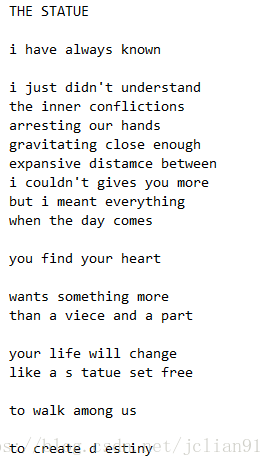 THE STATUE
i have always known
i just didn't understand
the inner conflictions
arresting our hands
gravitating close enough
expansive distamce between
i couldn't gives you more
but i meant everything
when the day comes
you find your heart
wants something more
than a viece and a part
your life will change
like a s tatue set free
to walk among us
to create d estiny
https://blog.csdn.net/jclian91